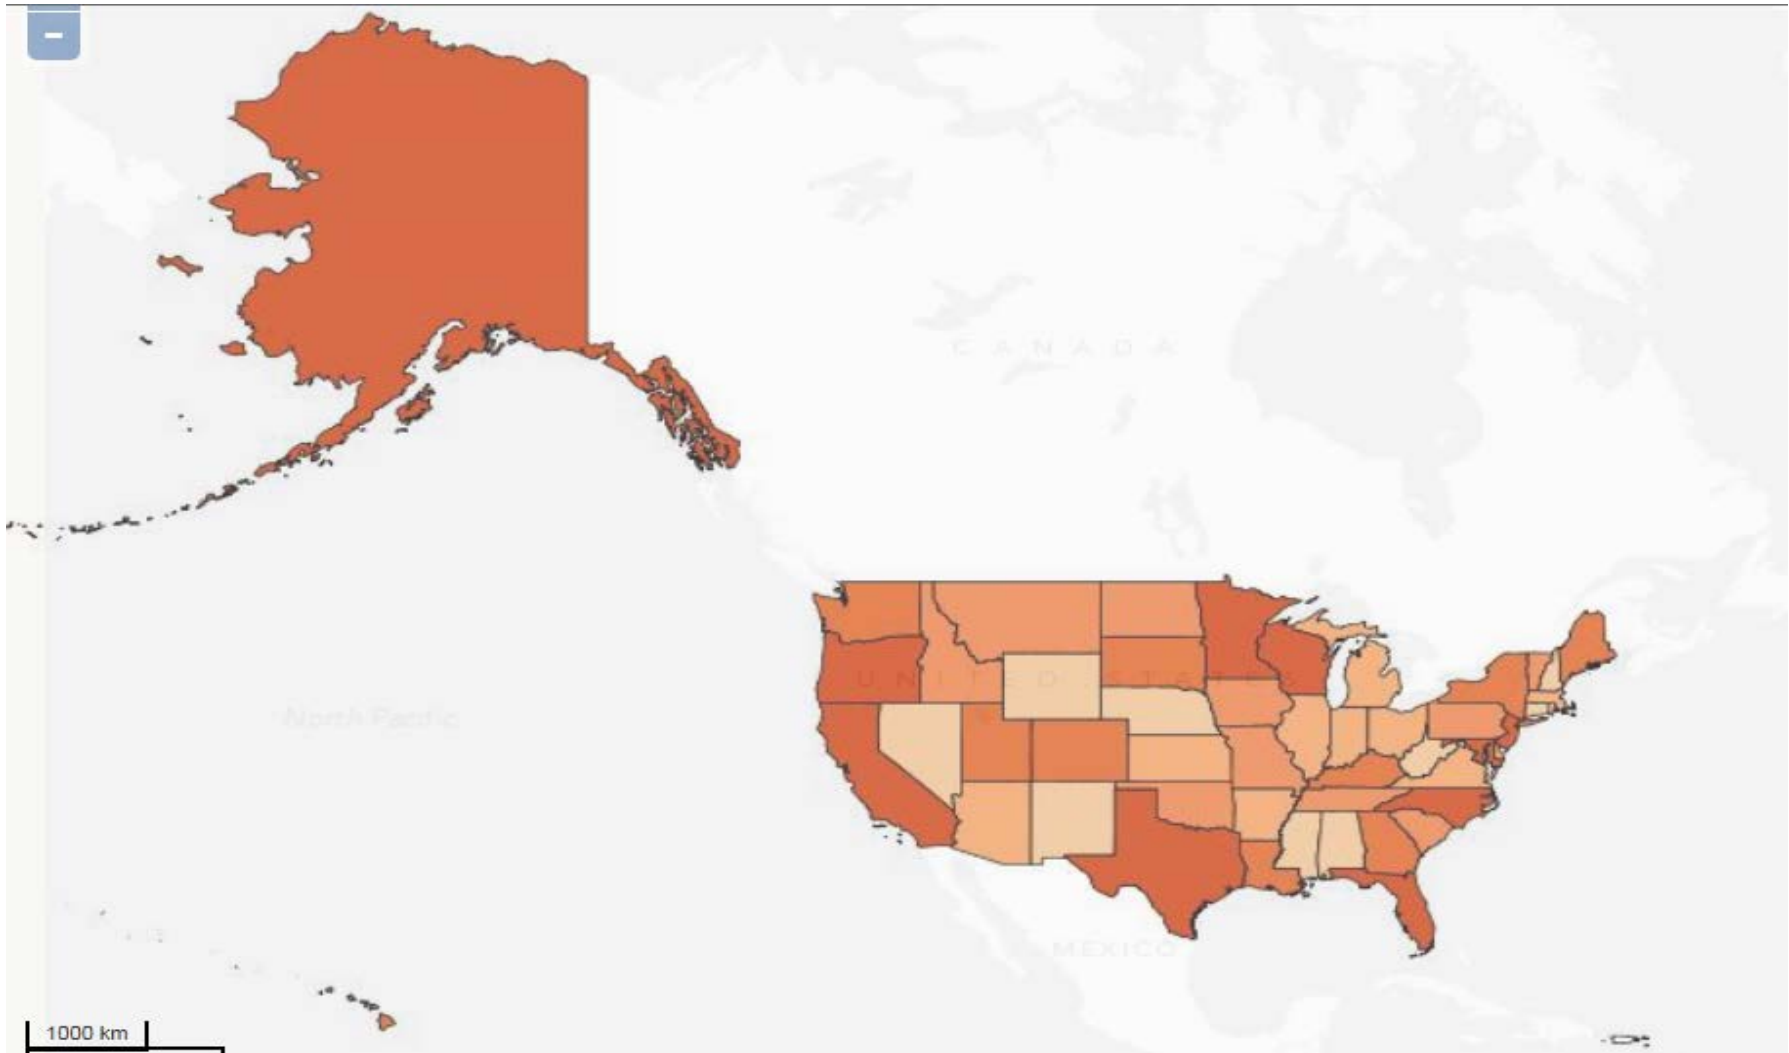 -
CANADA
UNITED STATES
North Pacific
MEXICO
1000 km